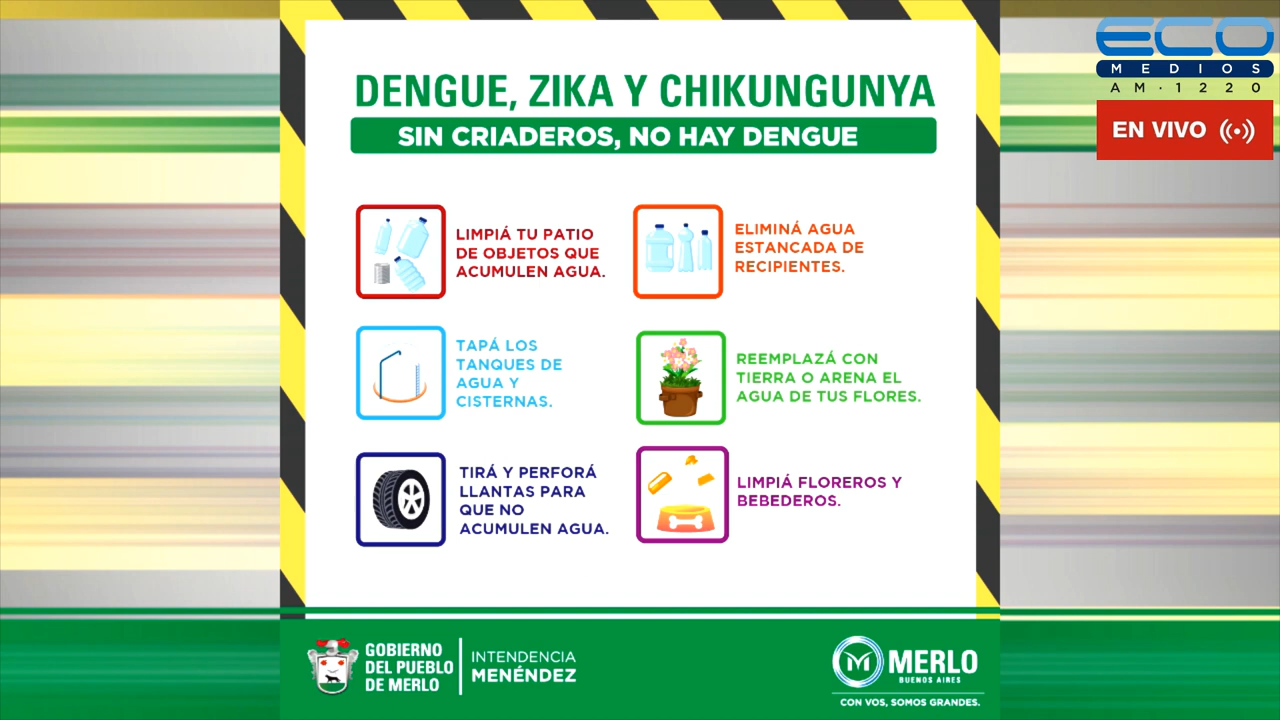 ECO
MEDIOS
AM·1220
EN VIVO
DENGUE, ZIKA Y CHIKUNGUNYA
SIN CRIADEROS, NO HAY DENGUE
LIMPIÁ TU PATIO
DE OBJETOS QUE
ACUMULEN AGUA.
ELIMINÁ AGUA
ESTANCADA DE
RECIPIENTES.
TAPÁ LOS
TANQUES DE
AGUA Y
CISTERNAS.
REEMPLAZÁ CON
TIERRA O ARENA EL
AGUA DE TUS FLORES.
TIRÁ Y PERFORÁ
LLANTAS PARA
QUE NO
ACUMULEN AGUA.
LIMPIÁ FLOREROS Y
BEBEDEROS.
GOBIERNO
DEL PUEBLO
DE MERLO
INTENDENCIA
MENÉNDEZ
MERLO
BUENOS AIRES
CON VOS, SOMOS GRANDES.